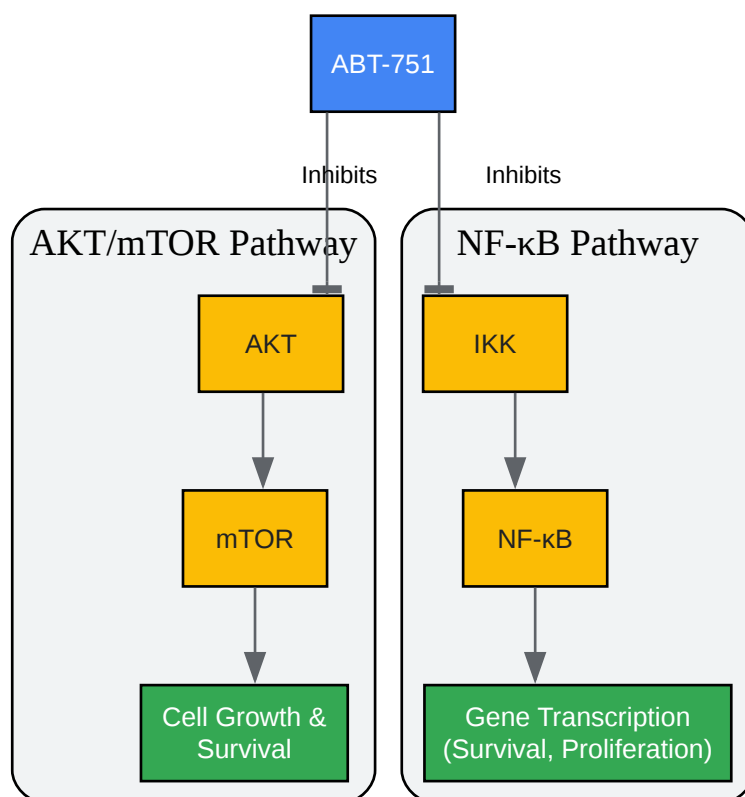 ABT-751
Inhibits
Inhibits
AKT/mTOR Pathway
NF-κB Pathway
AKT
IKK
mTOR
NF-κB
Cell Growth &
Survival
Gene Transcription
(Survival, Proliferation)